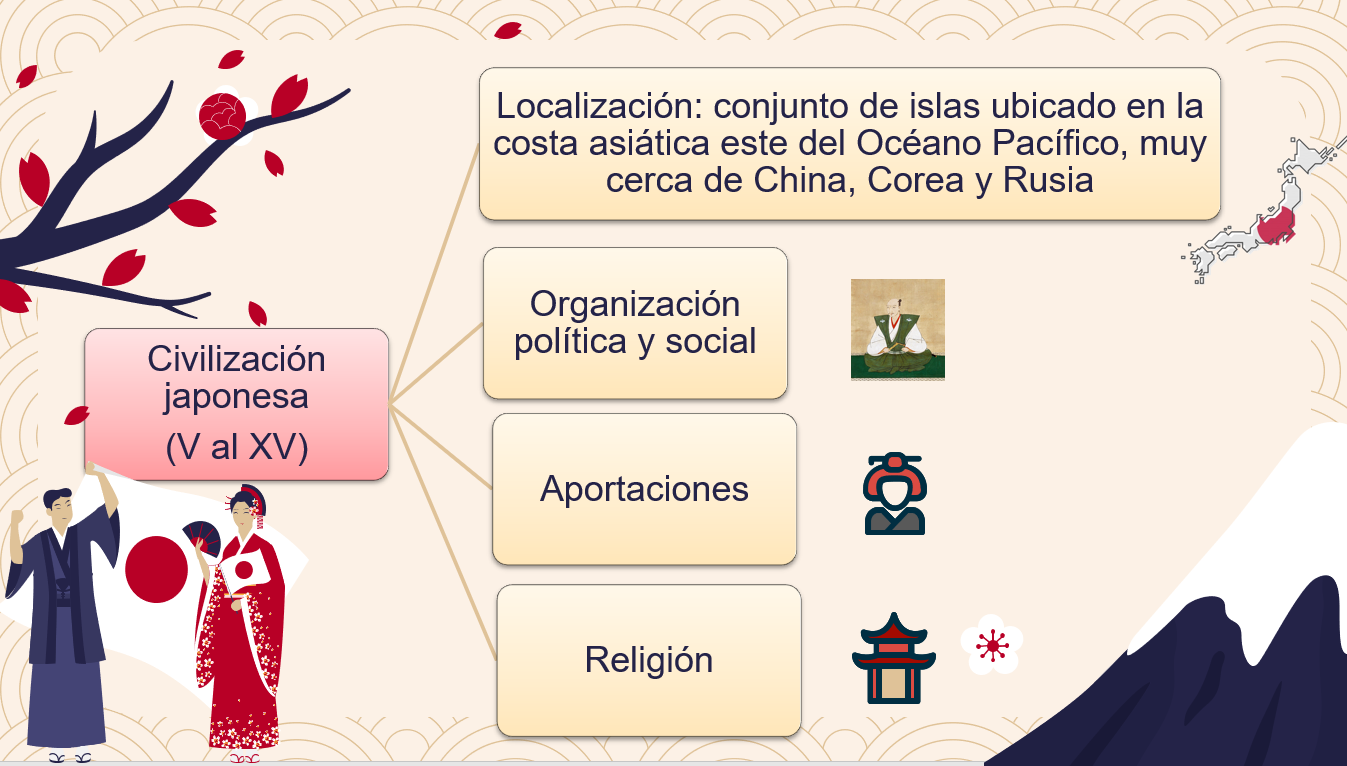 Localización: conjunto de islas ubicado en la
costa asiática este del Océano Pacífico, muy
cerca de China, Corea y Rusia
Organización
política y social
Civilización
japonesa
(V al XV)
Aportaciones
Religión